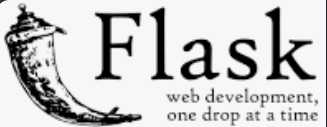 Flask
web development,
one drop at a time